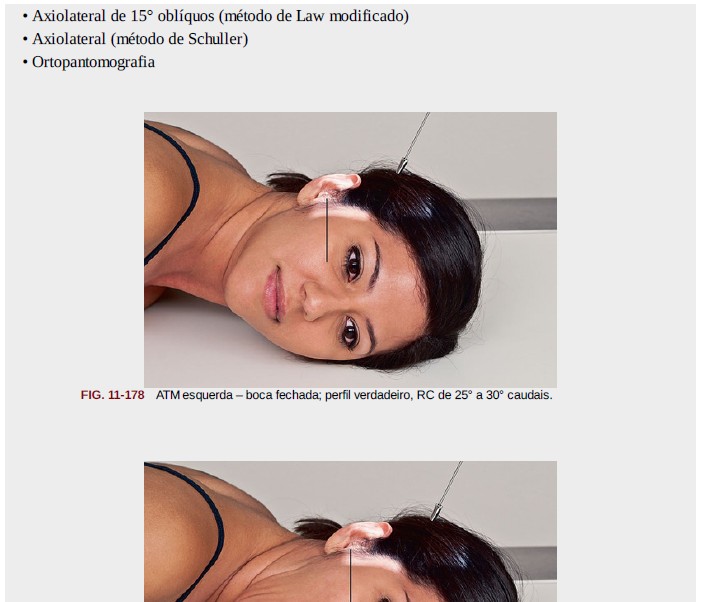 • Axiolateral de 15° oblíquos (método de Law modificado)
• Axiolateral (método de Schuller)
• Ortopantomografia
FIG. 11-178 ATM esquerda – boca fechada; perfil verdadeiro, RC de 25° a 30° caudais.